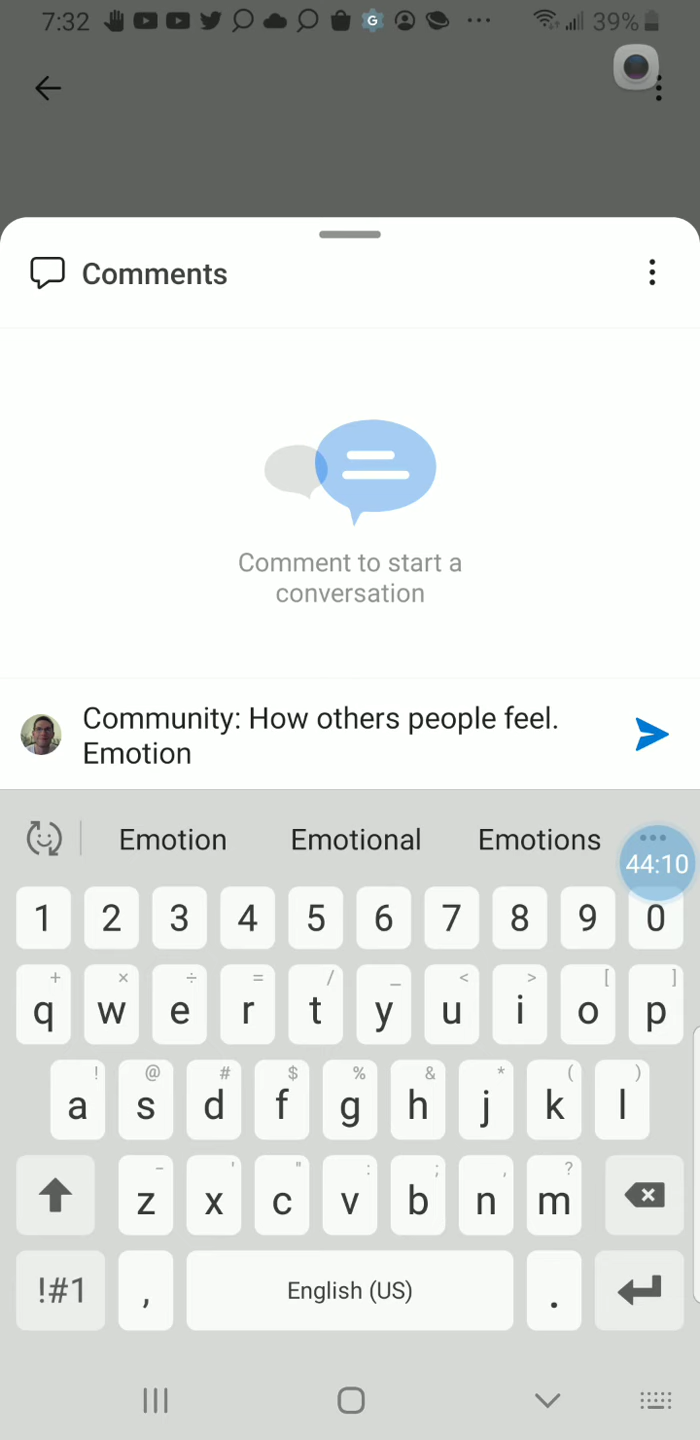 7:32 G 39%
Comments
Comment to start a
conversation
Community: How others people feel.
Emotion
Emotion Emotional Emotions
44:10
1 2 3 4 5 6 7 8 9 0
+ × ÷ = / _ < > [ ]
q w e r t y u i o p
! @ # $ % & * ( )
a s d f g h j k l
- ' " : ; , ?
z x c v b n m
!#1 , English (US) .